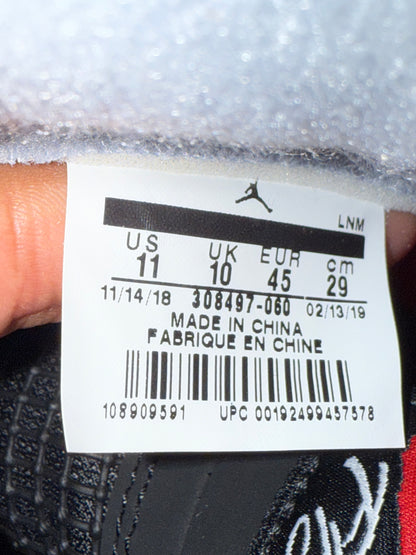 LNM
US UK EUR cm
11 10 45 29
11/14/18 308497-060 02/13/19
MADE IN CHINA
FABRIQUE EN CHINE
108909591 UPC 00192499457578